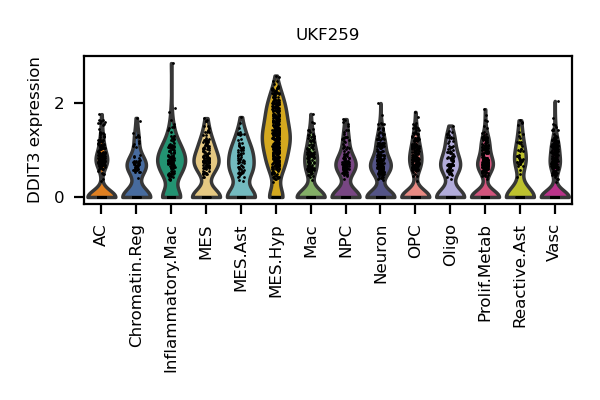 UKF259
DDIT3 expression
2
0
AC
Chromatin.Reg
Inflammatory.Mac
MES
MES.Ast
MES.Hyp
Mac
NPC
Neuron
OPC
Oligo
Prolif.Metab
Reactive.Ast
Vasc